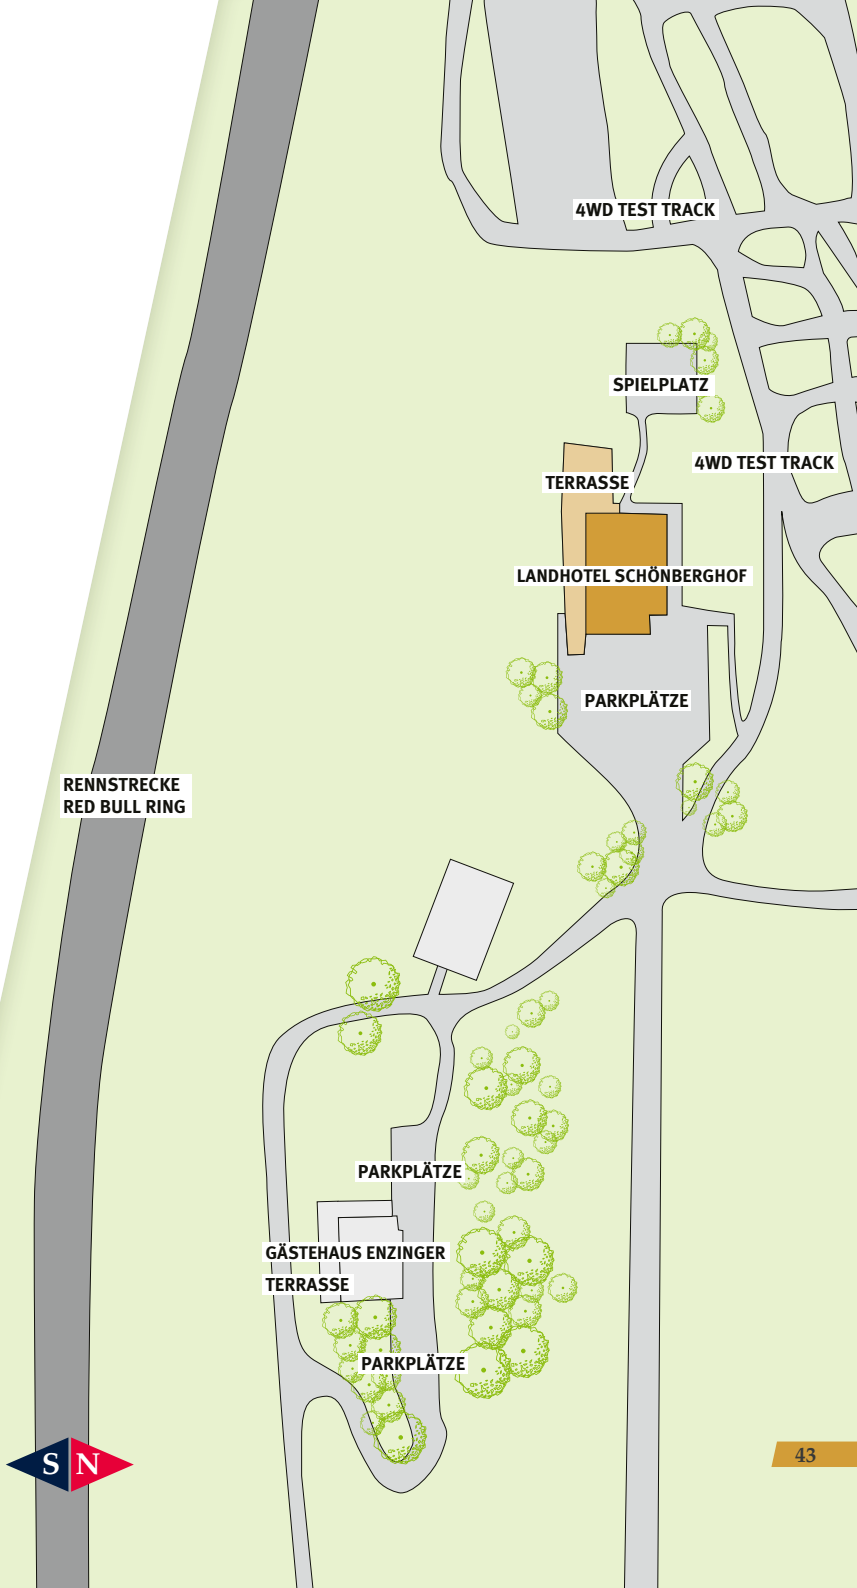 4WD TEST TRACK
SPIELPLATZ
4WD TEST TRACK
TERRASSE
LANDHOTEL SCHÖNBERGHOF
PARKPLÄTZE
RENNSTRECKE
RED BULL RING
PARKPLÄTZE
GÄSTEHAUS ENZINGER
TERRASSE
PARKPLÄTZE
S N
43